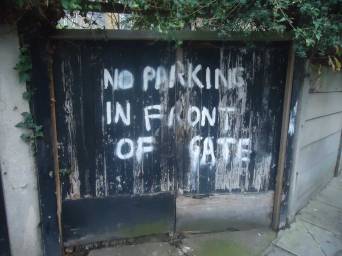 NO PARKING
IN FRONT
OF GATE